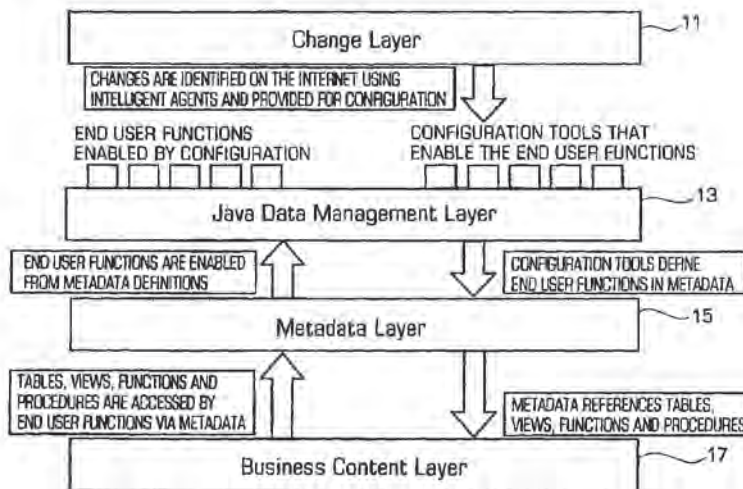 Change Layer
11
CHANGES ARE IDENTIFIED ON THE INTERNET USING
INTELLIGENT AGENTS AND PROVIDED FOR CONFIGURATION
END USER FUNCTIONS
ENABLED BY CONFIGURATION
CONFIGURATION TOOLS THAT
ENABLE THE END USER FUNCTIONS
Java Data Management Layer
13
END USER FUNCTIONS ARE ENABLED
FROM METADATA DEFINITIONS
CONFIGURATION TOOLS DEFINE
END USER FUNCTIONS IN METADATA
Metadata Layer
15
TABLES, VIEWS, FUNCTIONS AND
PROCEDURES ARE ACCESSED BY
END USER FUNCTIONS VIA METADATA
METADATA REFERENCES TABLES,
VIEWS, FUNCTIONS AND PROCEDURES
Business Content Layer
17